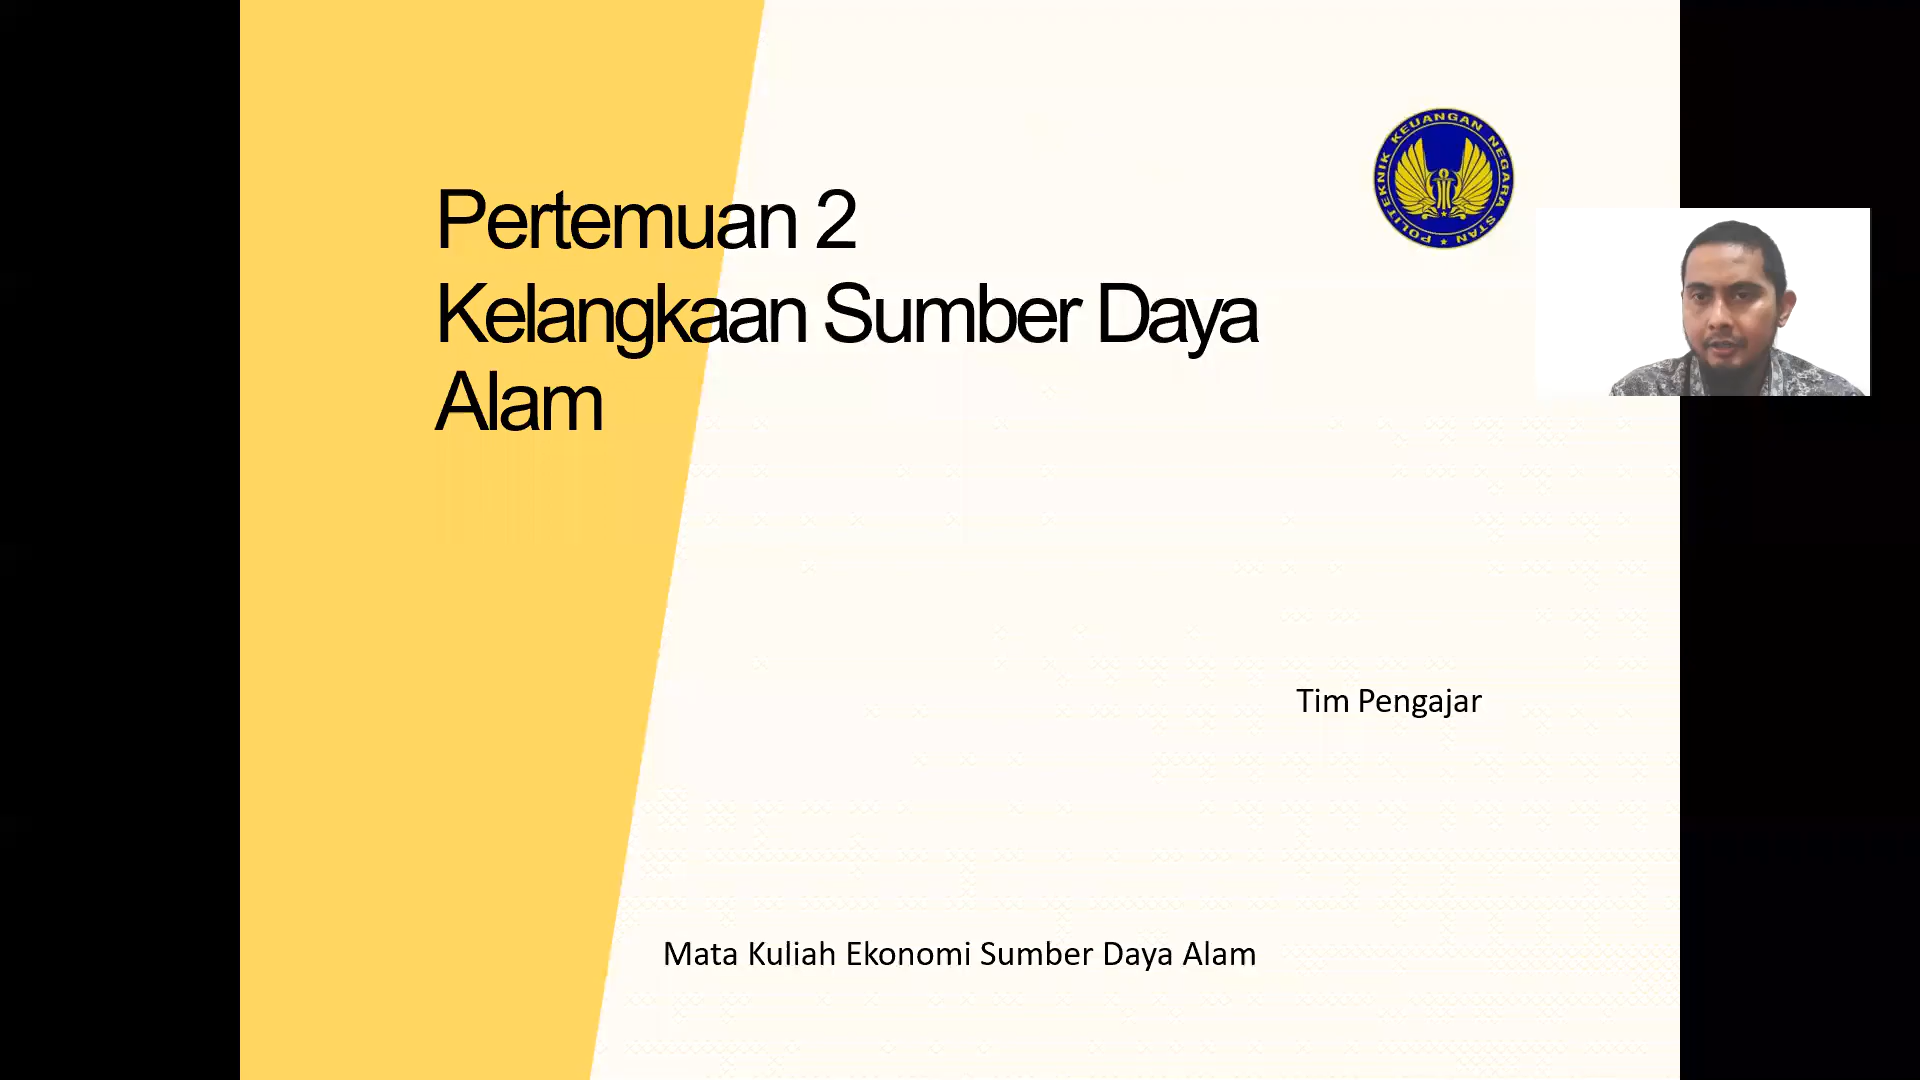 Pertemuan 2
Kelangkaan Sumber Daya
Alam
POLITEKNIK KEUANGAN NEGARA STAN
Tim Pengajar
Mata Kuliah Ekonomi Sumber Daya Alam